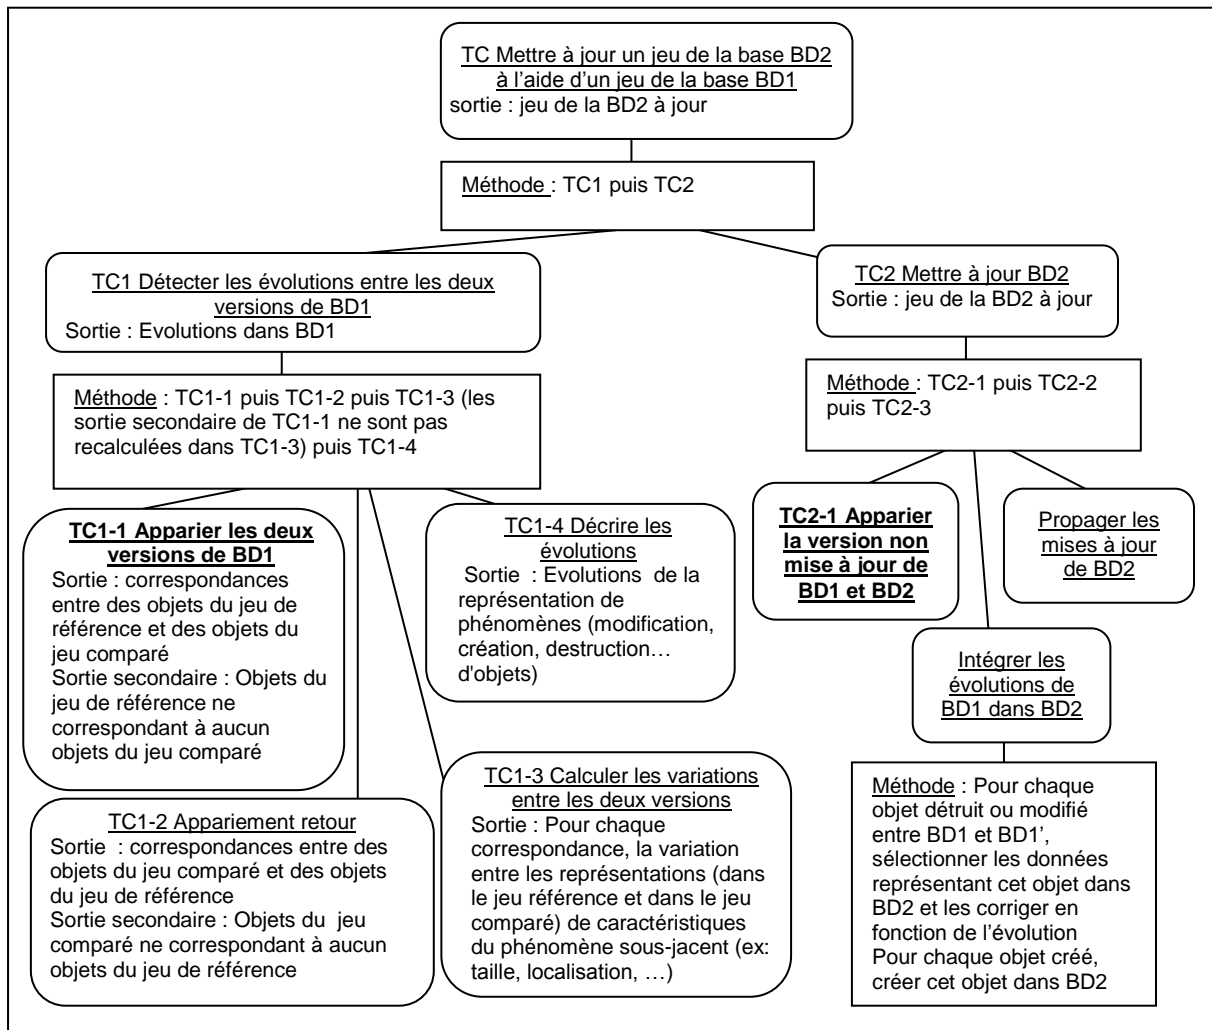 TC Mettre à jour un jeu de la base BD2
à l'aide d'un jeu de la base BD1
sortie : jeu de la BD2 à jour
Méthode : TC1 puis TC2
TC1 Détecter les évolutions entre les deux
versions de BD1
Sortie : Evolutions dans BD1
TC2 Mettre à jour BD2
Sortie : jeu de la BD2 à jour
Méthode : TC1-1 puis TC1-2 puis TC1-3 (les
sortie secondaire de TC1-1 ne sont pas
recalculées dans TC1-3) puis TC1-4
Méthode : TC2-1 puis TC2-2
puis TC2-3
TC1-1 Apparier les deux
versions de BD1
Sortie : correspondances
entre des objets du jeu de
référence et des objets du
jeu comparé
Sortie secondaire : Objets du
jeu de référence ne
correspondant à aucun
objets du jeu comparé
TC1-4 Décrire les
évolutions
Sortie : Evolutions de la
représentation de
phénomènes (modification,
création, destruction…
d'objets)
TC2-1 Apparier
la version non
mise à jour de
BD1 et BD2
Propager les
mises à jour
de BD2
Intégrer les
évolutions de
BD1 dans BD2
TC1-2 Appariement retour
Sortie : correspondances entre des
objets du jeu comparé et des objets
du jeu de référence
Sortie secondaire : Objets du jeu
comparé ne correspondant à aucun
objets du jeu de référence
TC1-3 Calculer les variations
entre les deux versions
Sortie : Pour chaque
correspondance, la variation
entre les représentations (dans
le jeu référence et dans le jeu
comparé) de caractéristiques
du phénomène sous-jacent (ex:
taille, localisation, …)
Méthode : Pour chaque
objet détruit ou modifié
entre BD1 et BD1',
sélectionner les données
représentant cet objet dans
BD2 et les corriger en
fonction de l'évolution
Pour chaque objet créé,
créer cet objet dans BD2